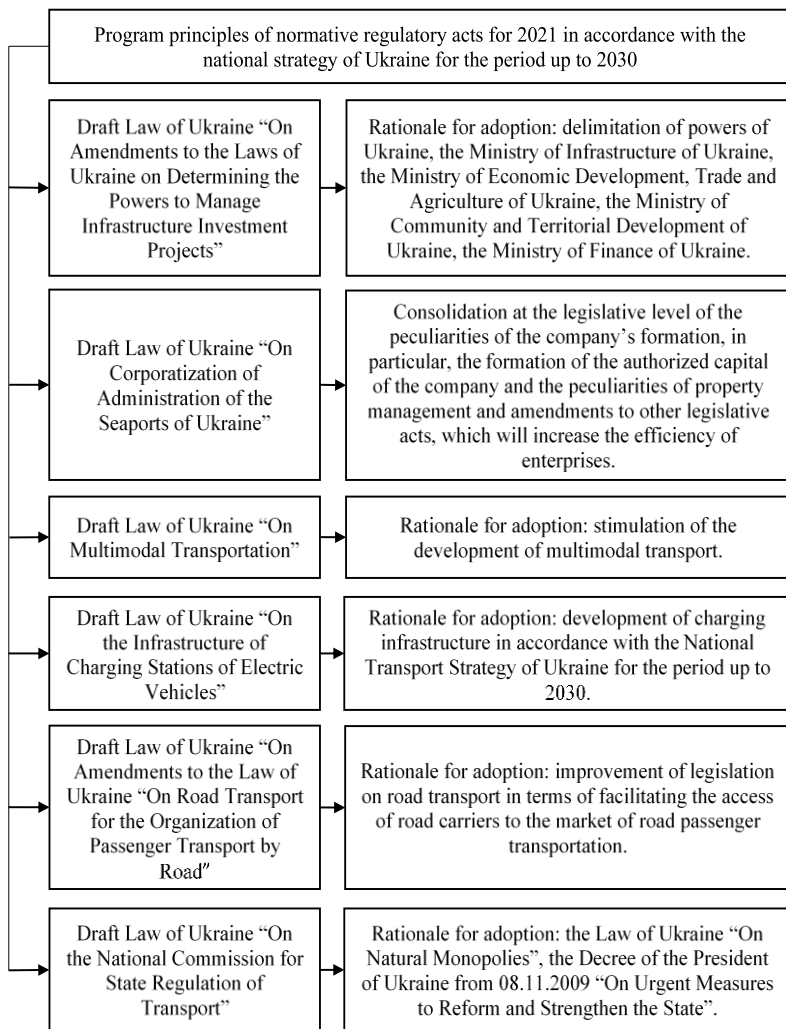 Program principles of normative regulatory acts for 2021 in accordance with the
national strategy of Ukraine for the period up to 2030
Draft Law of Ukraine “On
Amendments to the Laws of
Ukraine on Determining the
Powers to Manage
Infrastructure Investment
Projects”
Rationale for adoption: delimitation of powers of
Ukraine, the Ministry of Infrastructure of Ukraine,
the Ministry of Economic Development, Trade and
Agriculture of Ukraine, the Ministry of
Community and Territorial Development of
Ukraine, the Ministry of Finance of Ukraine.
Draft Law of Ukraine “On
Corporatization of
Administration of the
Seaports of Ukraine”
Consolidation at the legislative level of the
peculiarities of the company’s formation, in
particular, the formation of the authorized capital
of the company and the peculiarities of property
management and amendments to other legislative
acts, which will increase the efficiency of
enterprises.
Draft Law of Ukraine “On
Multimodal Transportation”
Rationale for adoption: stimulation of the
development of multimodal transport.
Draft Law of Ukraine “On
the Infrastructure of
Charging Stations of Electric
Vehicles”
Rationale for adoption: development of charging
infrastructure in accordance with the National
Transport Strategy of Ukraine for the period up to
2030.
Draft Law of Ukraine “On
Amendments to the Law of
Ukraine “On Road Transport
for the Organization of
Passenger Transport by
Road”
Rationale for adoption: improvement of legislation
on road transport in terms of facilitating the access
of road carriers to the market of road passenger
transportation.
Draft Law of Ukraine “On
the National Commission for
State Regulation of
Transport”
Rationale for adoption: the Law of Ukraine “On
Natural Monopolies”, the Decree of the President
of Ukraine from 08.11.2009 “On Urgent Measures
to Reform and Strengthen the State”.